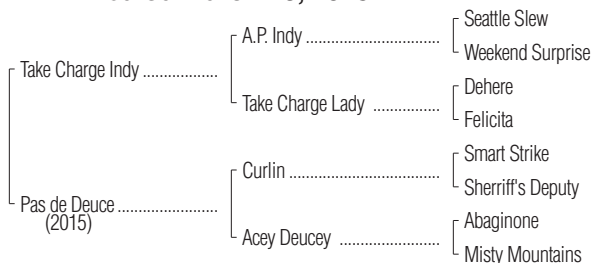 Seattle Slew
A.P. Indy
Weekend Surprise
Take Charge Indy
Dehere
Take Charge Lady
Felicita
Smart Strike
Curlin
Sherriff's Deputy
Pas de Deuce
(2015)
Abaginone
Acey Deucey
Misty Mountains